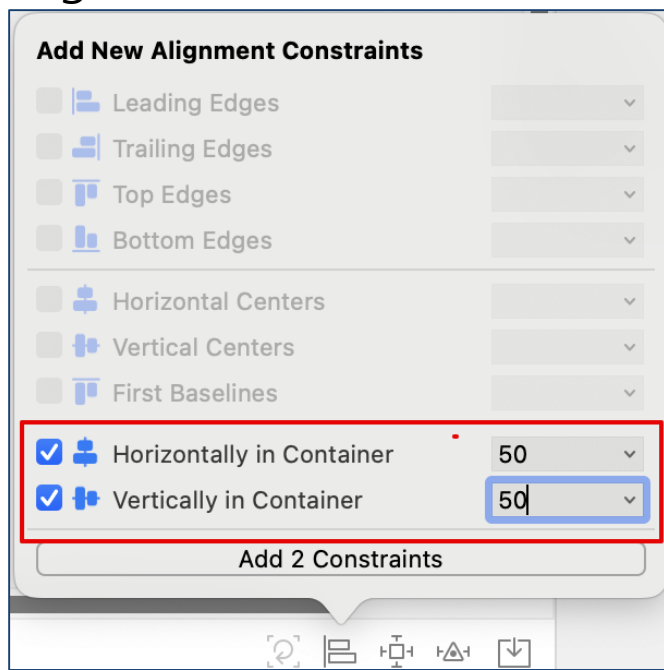 Add New Alignment Constraints
Leading Edges
Trailing Edges
Top Edges
Bottom Edges
Horizontal Centers
Vertical Centers
First Baselines
Horizontally in Container 50
Vertically in Container 50
Add 2 Constraints